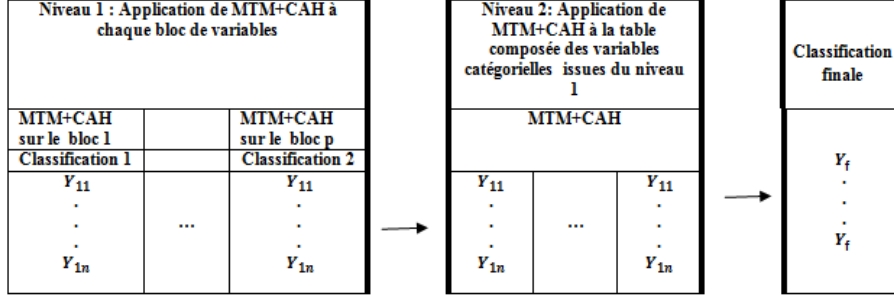 Niveau 1 : Application de MTM+CAH à
chaque bloc de variables
MTM+CAH
sur le bloc 1
MTM+CAH
sur le bloc p
Classification 1
Classification 2
Y11
.
.
.
Y1n
...
Y11
.
.
.
Y1n
Niveau 2: Application de
MTM+CAH à la table
composée des variables
catégorielles issues du niveau
1
MTM+CAH
Y11
.
.
.
Y1n
...
Y11
.
.
.
Y1n
Classification
finale
Yf
.
.
.
Yf